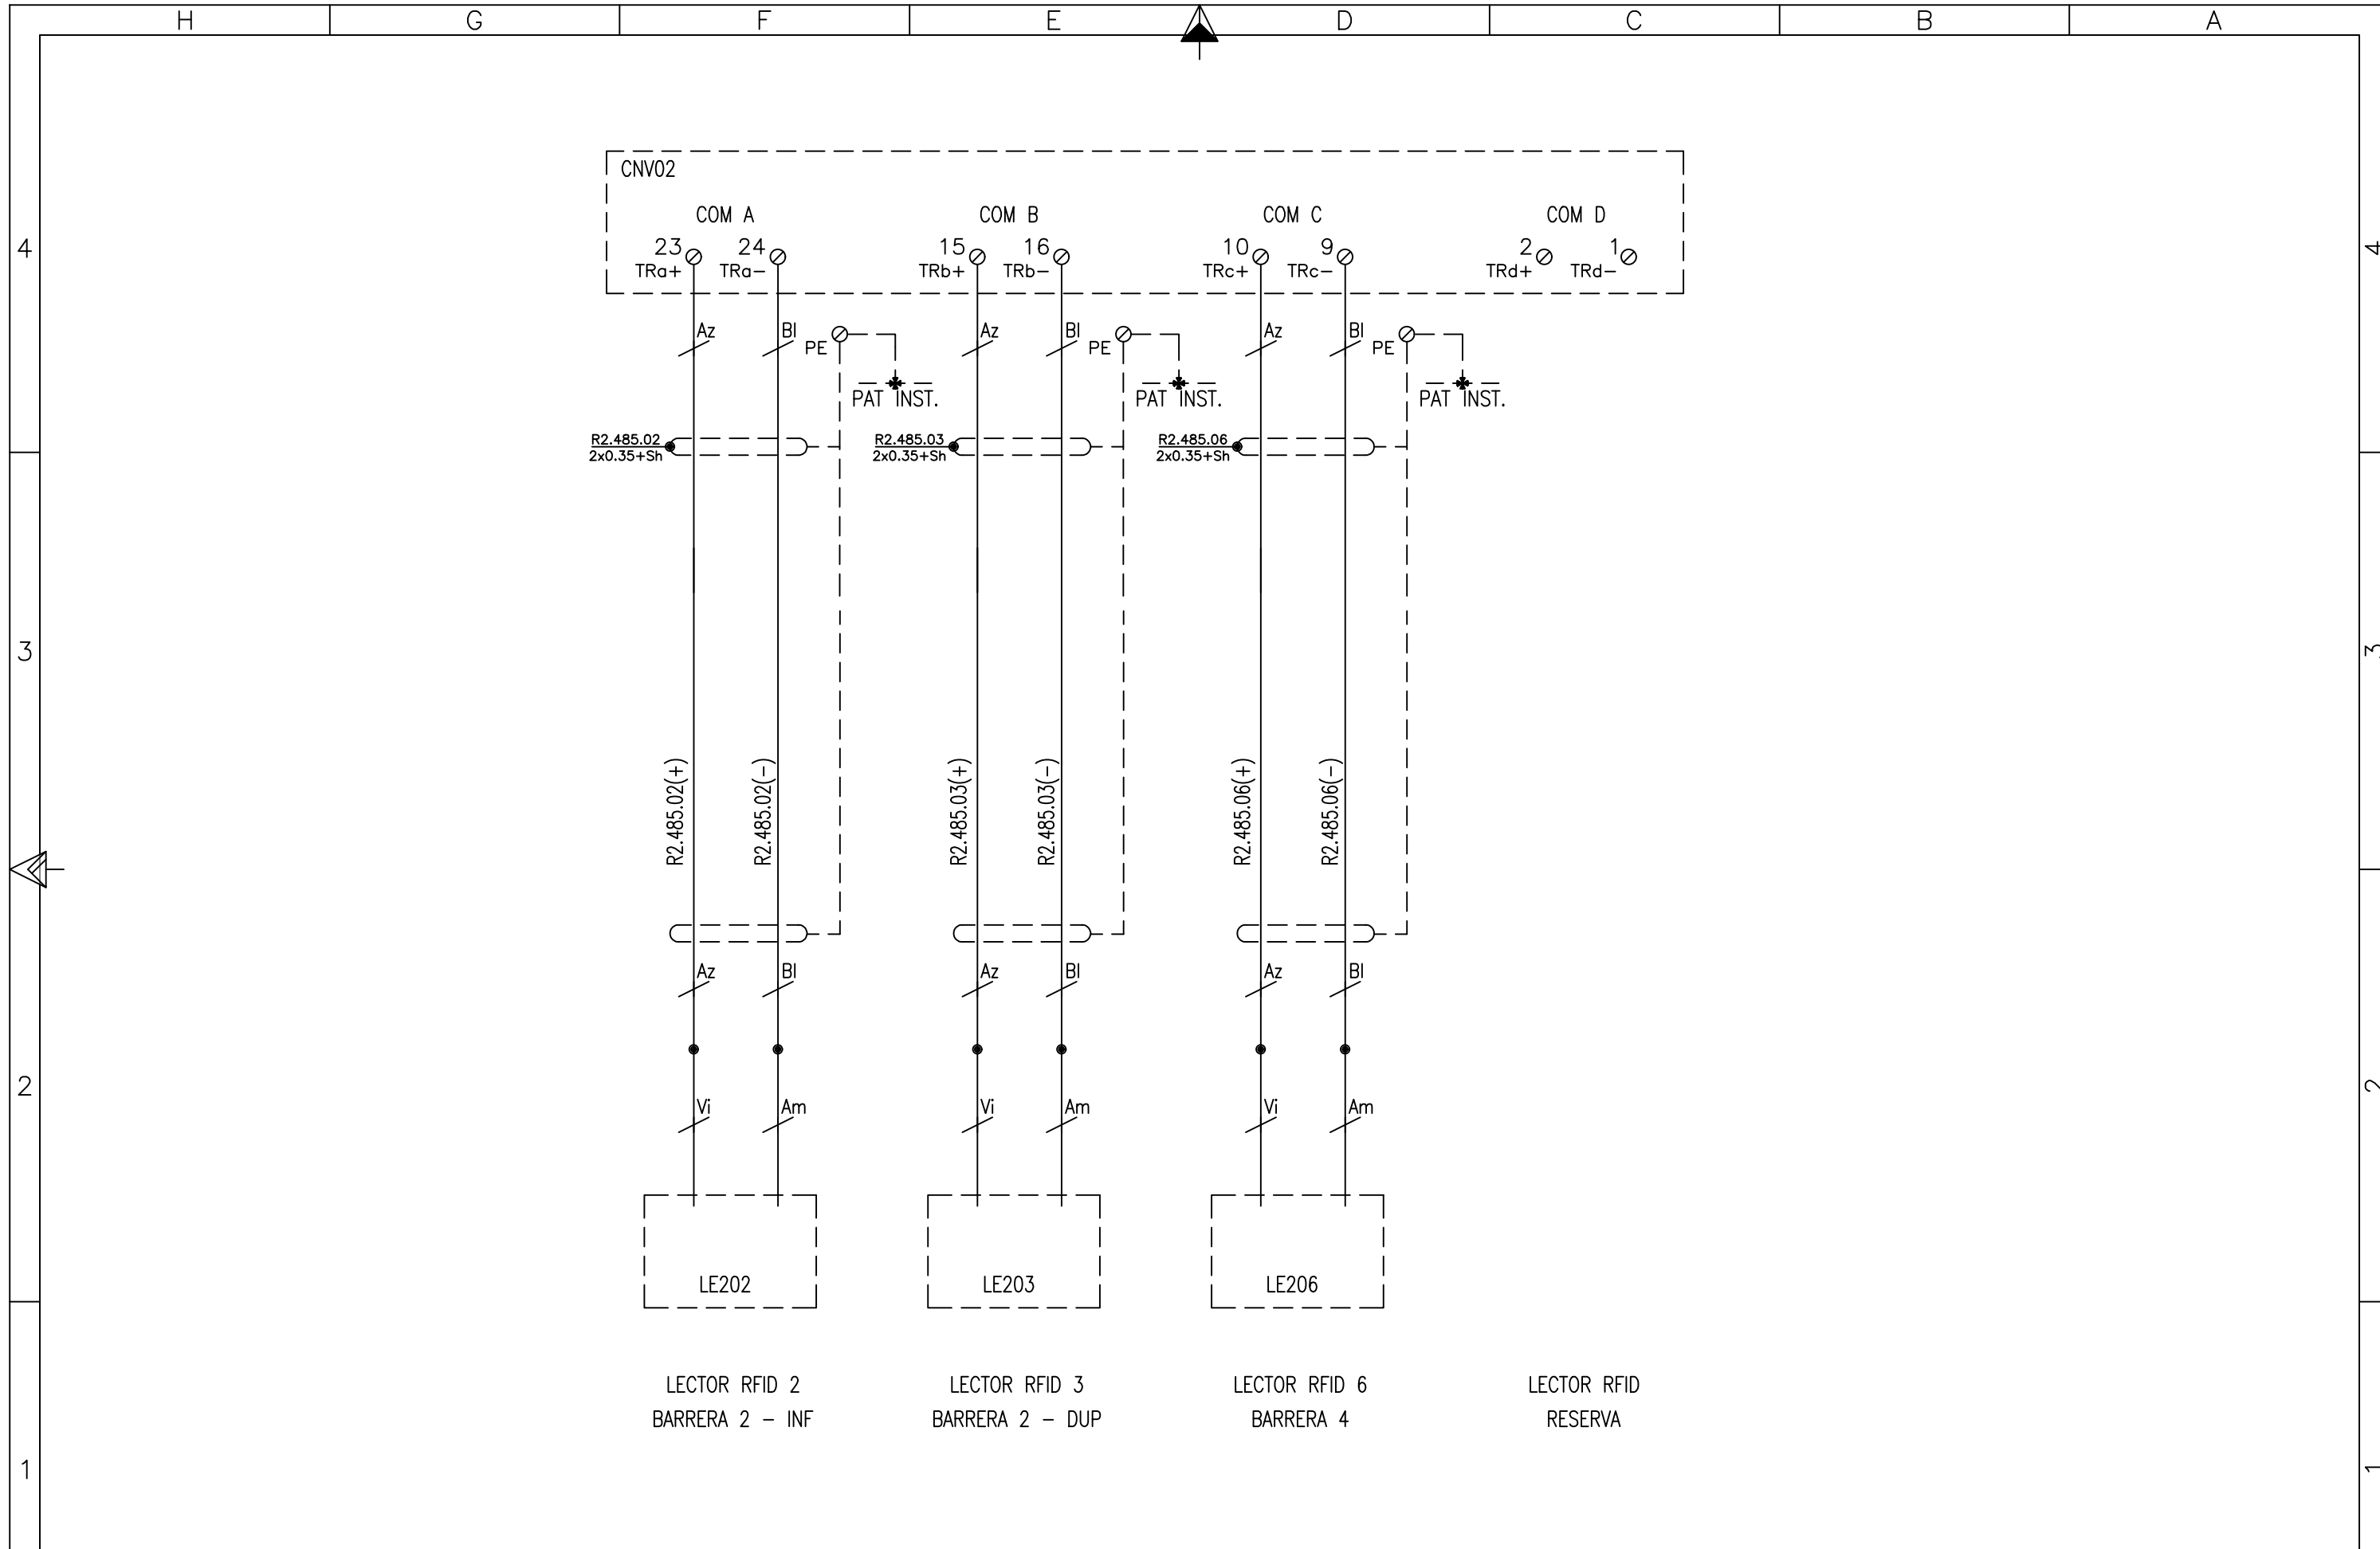 H G F E D C B A
CNV02
COM A COM B COM C COM D
23 24 15 16 10 9 2 1
TRa+ TRa- TRb+ TRb- TRc+ TRc- TRd+ TRd-
4 4
Az Bl Az Bl Az Bl
PE PE PE
PAT INST. PAT INST. PAT INST.
R2.485.02 R2.485.03 R2.485.06
2x0.35+Sh 2x0.35+Sh 2x0.35+Sh
3 3
R2.485.02(+) R2.485.02(-) R2.485.03(+) R2.485.03(-) R2.485.06(+) R2.485.06(-)
Az Bl Az Bl Az Bl
2 2
Vi Am Vi Am Vi Am
LE202 LE203 LE206
LECTOR RFID 2 LECTOR RFID 3 LECTOR RFID 6 LECTOR RFID
BARRERA 2 - INF BARRERA 2 - DUP BARRERA 4 RESERVA
1 1